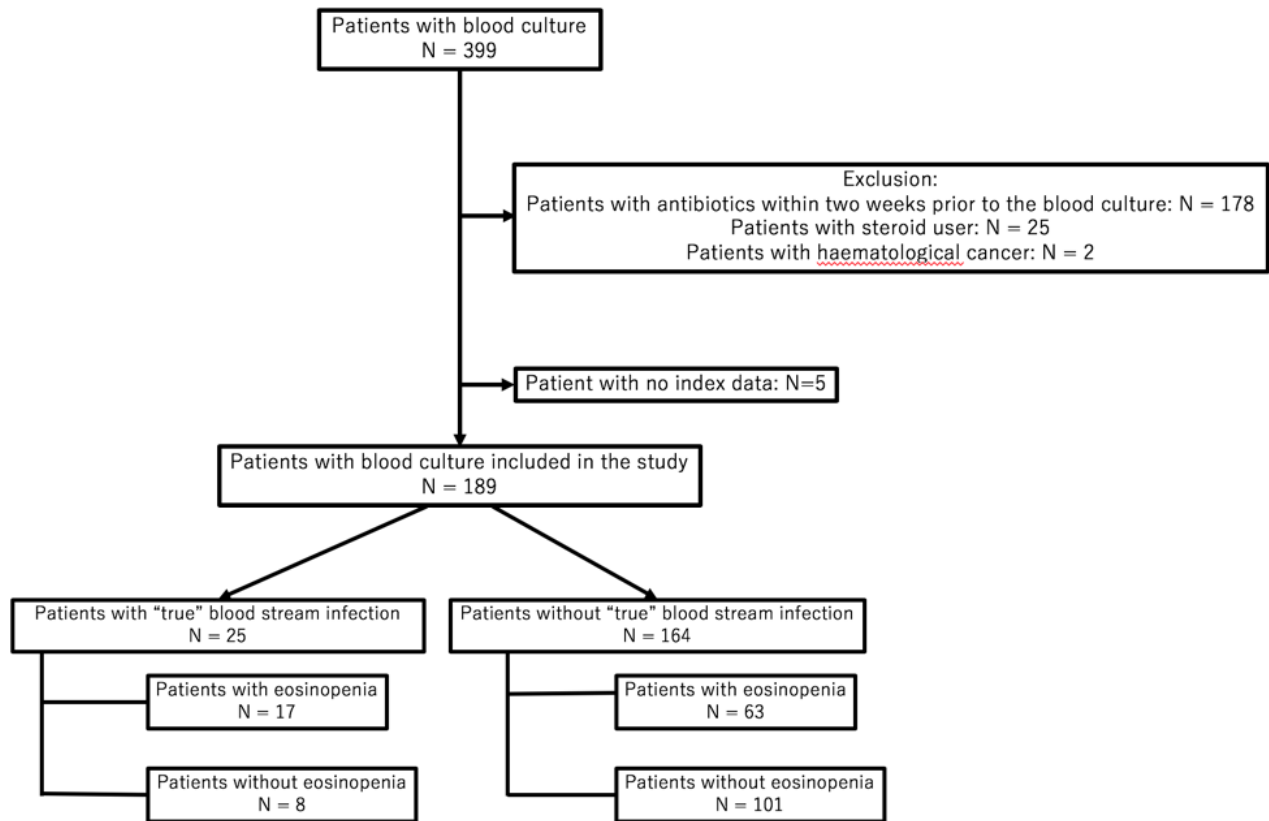 Patients with blood culture
N = 399
Exclusion:
Patients with antibiotics within two weeks prior to the blood culture: N = 178
Patients with steroid user: N = 25
Patients with haematological cancer: N = 2
Patient with no index data: N=5
Patients with blood culture included in the study
N = 189
Patients with “true” blood stream infection
N = 25
Patients with eosinopenia
N = 17
Patients without eosinopenia
N = 8
Patients without “true” blood stream infection
N = 164
Patients with eosinopenia
N = 63
Patients without eosinopenia
N = 101